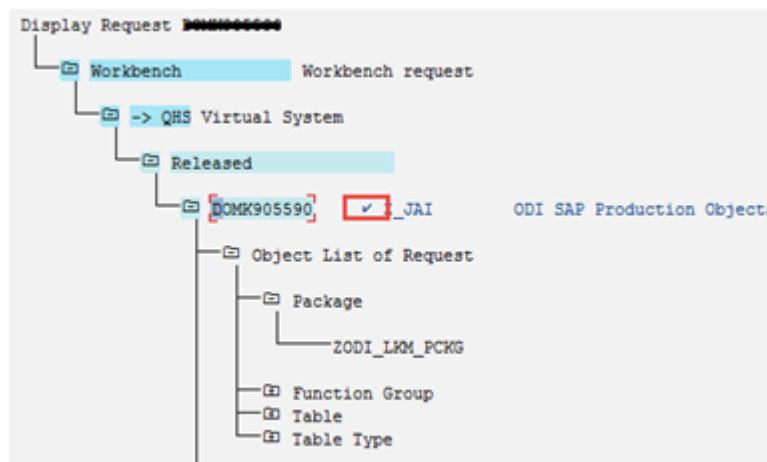 Display Request
Workbench Workbench request
-> QHS Virtual System
Released
DOMK905590 ✔ _JAI ODI SAP Production Object
Object List of Request
Package
ZODI_LKM_PCKG
Function Group
Table
Table Type